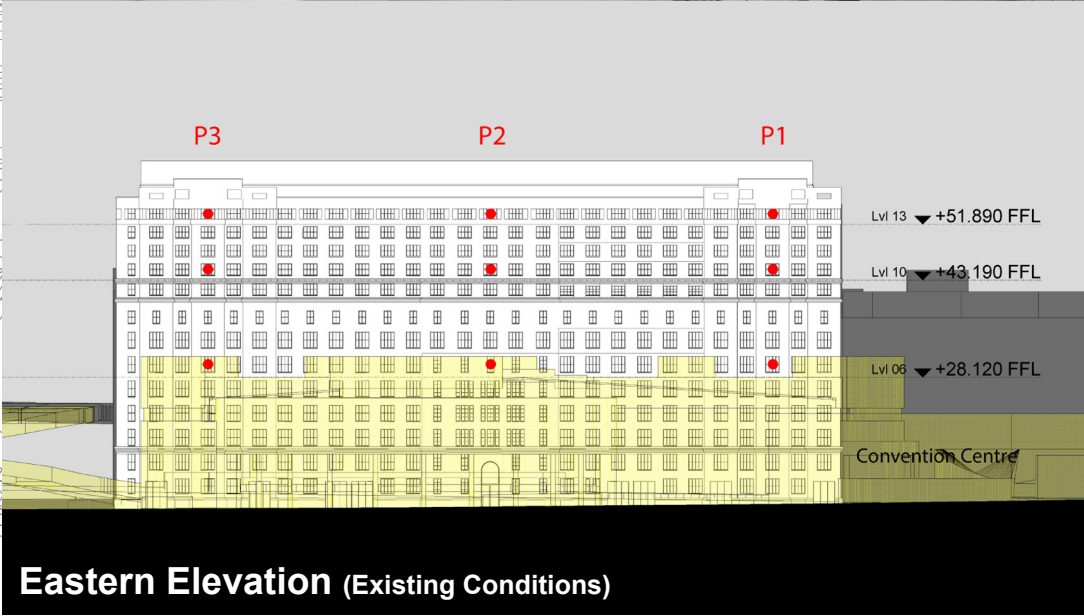 P3 P2 P1
Lvl 13 +51.890 FFL
Lvl 10 +43.190 FFL
Lvl 06 +28.120 FFL
Convention Centre
Eastern Elevation (Existing Conditions)